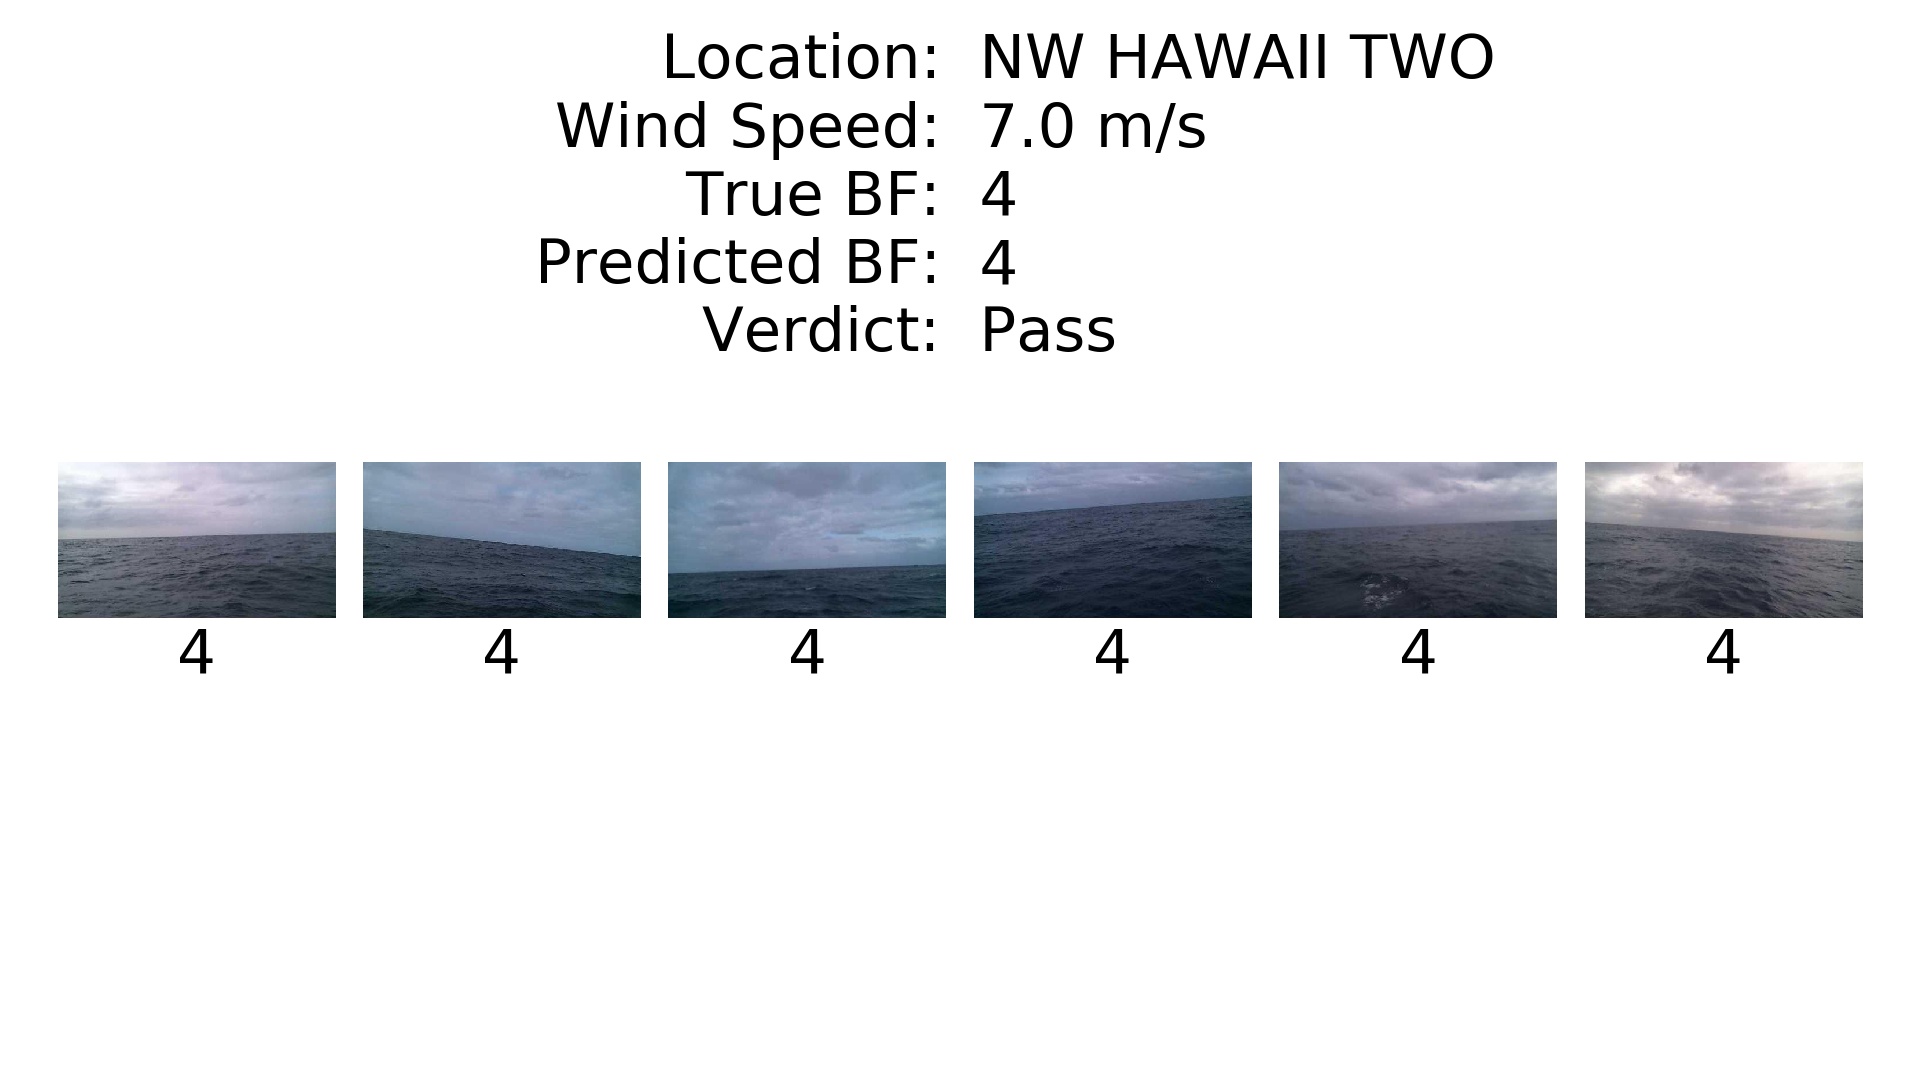 Location: NW HAWAII TWO
Wind Speed: 7.0 m/s
True BF: 4
Predicted BF: 4
Verdict: Pass
4 4 4 4 4 4